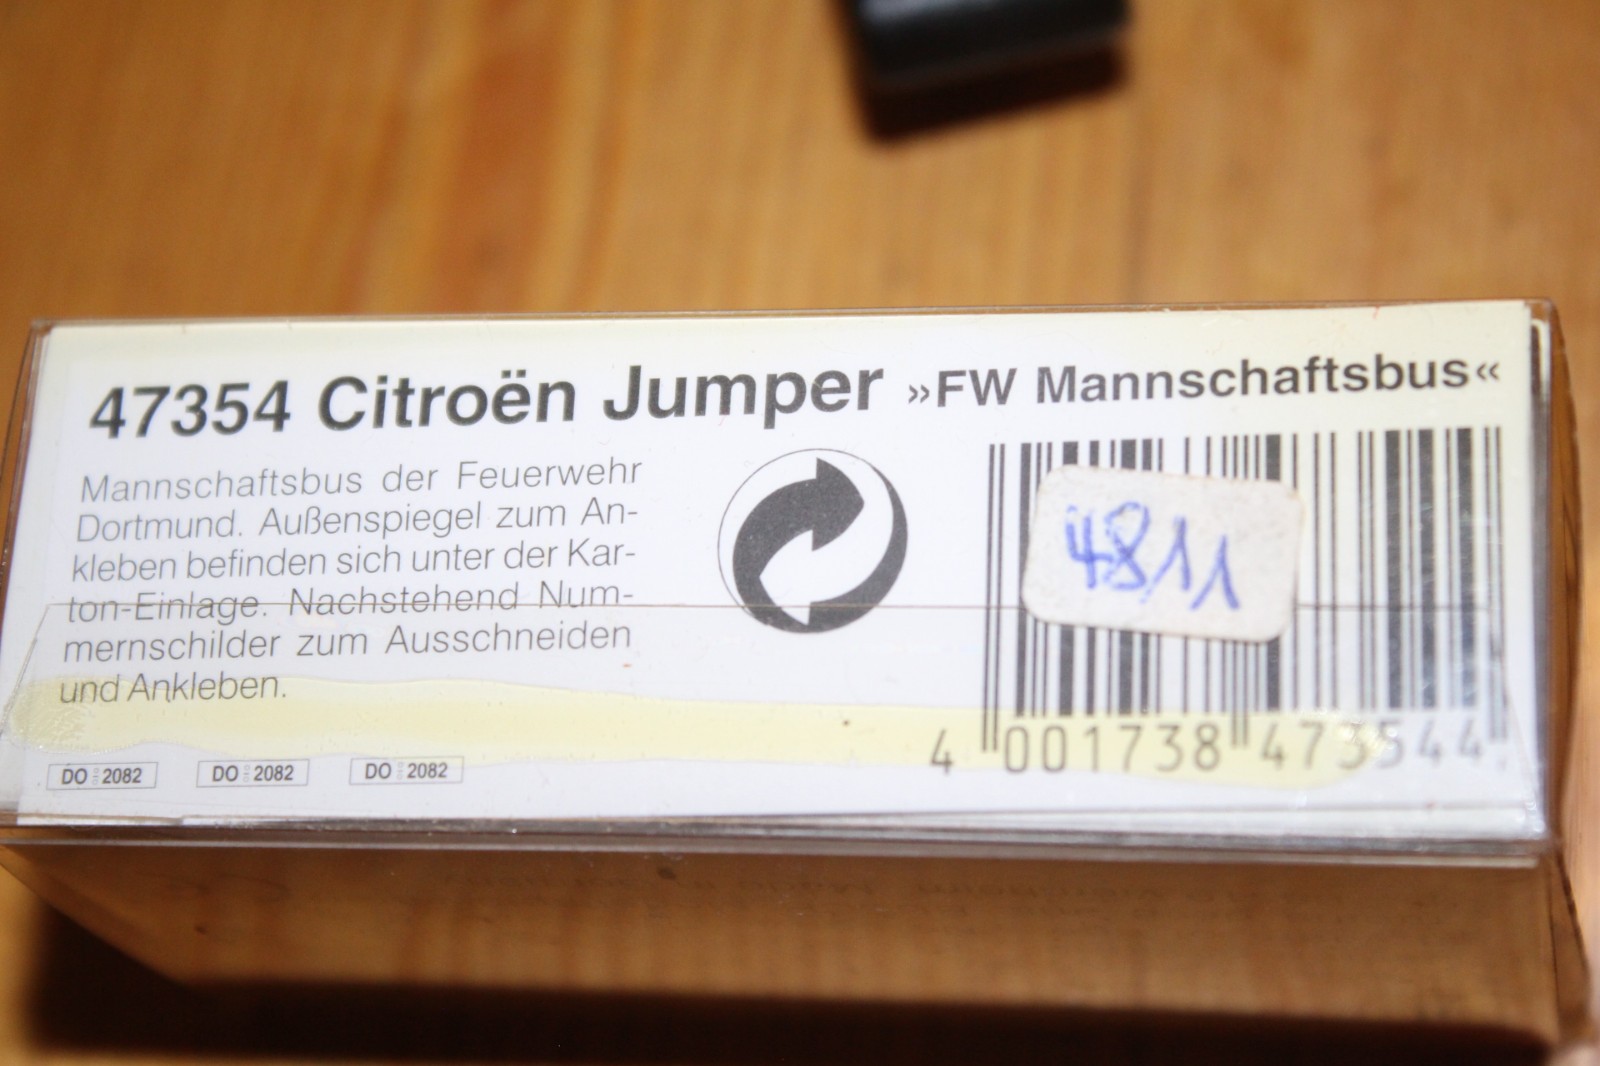 47354 Citroën Jumper »FW Mannschaftsbus«
Mannschaftsbus der Feuerwehr
Dortmund. Außenspiegel zum An-
kleben befinden sich unter der Kar-
ton-Einlage. Nachstehend Num-
mernschilder zum Ausschneiden
und Ankleben.
4811
DO 2082 DO 2082 DO 2082
4 001738 473544